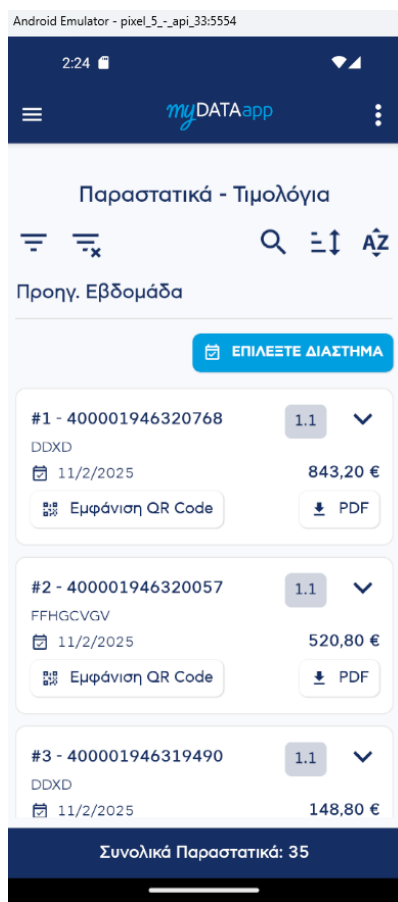 Android Emulator - pixel_5_-_api_33:5554
2:24
myDATAapp
Παραστατικά - Τιμολόγια
AZ
Προηγ. Εβδομάδα
ΕΠΙΛΕΞΤΕ ΔΙΑΣΤΗΜΑ
#1 - 400001946320768 1.1
DDXD
11/2/2025 843,20 €
Εμφάνιση QR Code PDF
#2 - 400001946320057 1.1
FFHGCVGV
11/2/2025 520,80 €
Εμφάνιση QR Code PDF
#3 - 400001946319490 1.1
DDXD
11/2/2025 148,80 €
Συνολικά Παραστατικά: 35